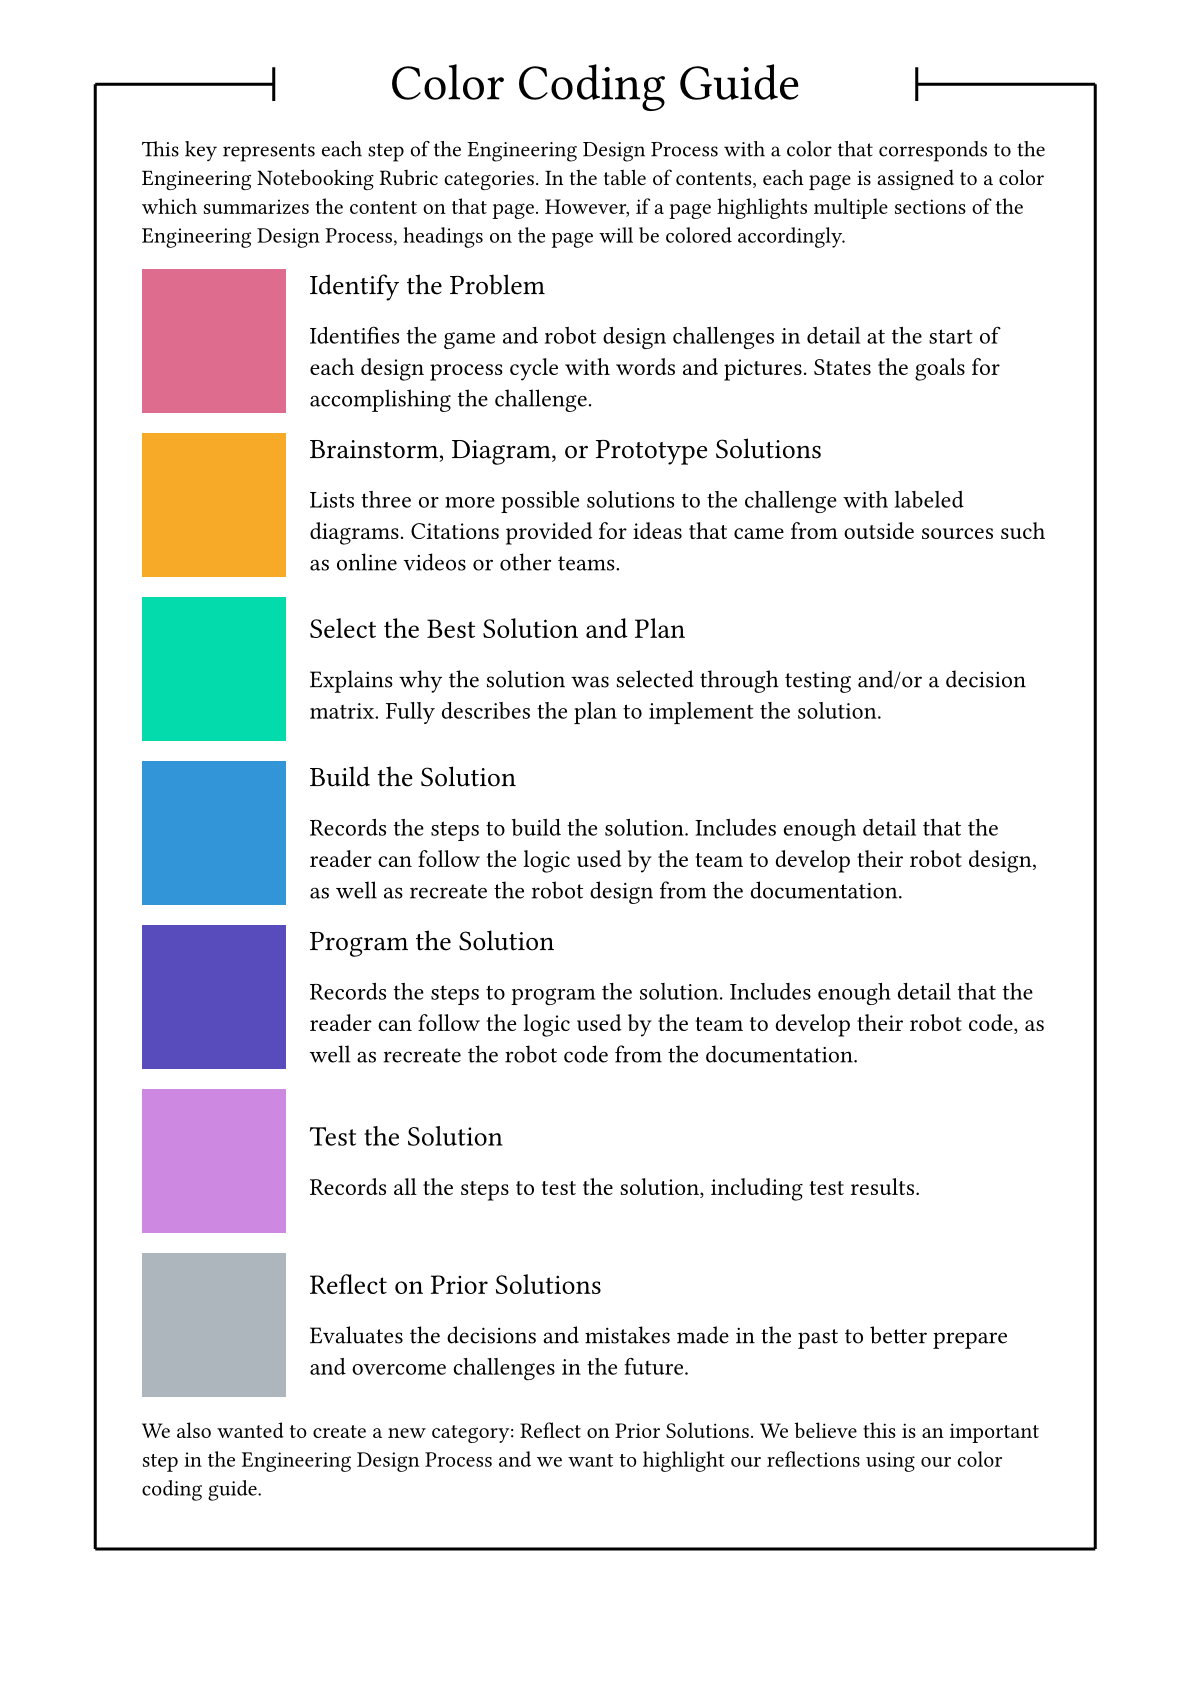 Color Coding Guide
This key represents each step of the Engineering Design Process with a color that corresponds to the
Engineering Notebooking Rubric categories. In the table of contents, each page is assigned to a color
which summarizes the content on that page. However, if a page highlights multiple sections of the
Engineering Design Process, headings on the page will be colored accordingly.
Identify the Problem
Identifies the game and robot design challenges in detail at the start of
each design process cycle with words and pictures. States the goals for
accomplishing the challenge.
Brainstorm, Diagram, or Prototype Solutions
Lists three or more possible solutions to the challenge with labeled
diagrams. Citations provided for ideas that came from outside sources such
as online videos or other teams.
Select the Best Solution and Plan
Explains why the solution was selected through testing and/or a decision
matrix. Fully describes the plan to implement the solution.
Build the Solution
Records the steps to build the solution. Includes enough detail that the
reader can follow the logic used by the team to develop their robot design,
as well as recreate the robot design from the documentation.
Program the Solution
Records the steps to program the solution. Includes enough detail that the
reader can follow the logic used by the team to develop their robot code, as
well as recreate the robot code from the documentation.
Test the Solution
Records all the steps to test the solution, including test results.
Reflect on Prior Solutions
Evaluates the decisions and mistakes made in the past to better prepare
and overcome challenges in the future.
We also wanted to create a new category: Reflect on Prior Solutions. We believe this is an important
step in the Engineering Design Process and we want to highlight our reflections using our color
coding guide.